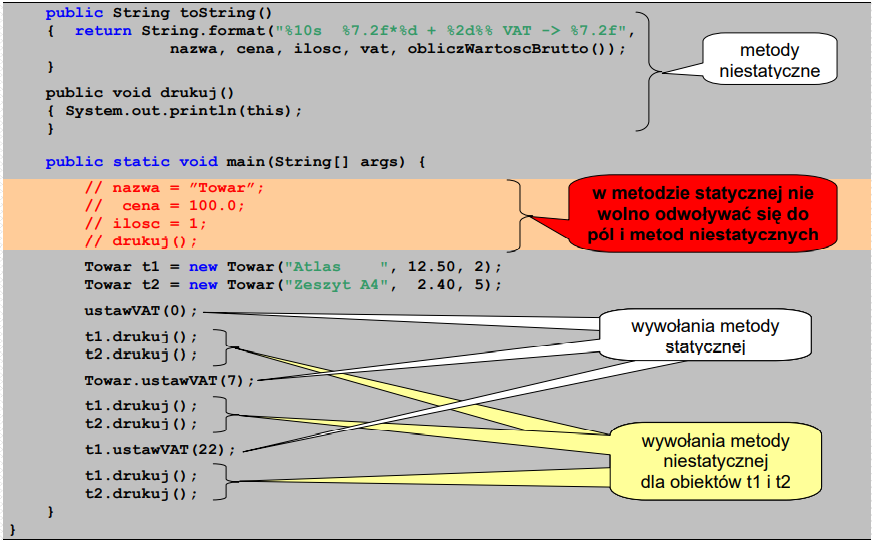 public String toString()
{  return String.format("%10s  %7.2f*%d + %2d%% VAT -> %7.2f",
nazwa, cena, ilosc, vat, obliczWartoscBrutto());
}
metody
niestatyczne
public void drukuj()
{ System.out.println(this);
}
public static void main(String[] args) {
// nazwa = ”Towar”;
//  cena = 100.0;
// ilosc = 1;
// drukuj();
w metodzie statycznej nie
wolno odwoływać się do
pól i metod niestatycznych
Towar t1 = new Towar("Atlas    ", 12.50, 2);
Towar t2 = new Towar("Zeszyt A4",  2.40, 5);
ustawVAT(0);
t1.drukuj();
t2.drukuj();
wywołania metody
statycznej
Towar.ustawVAT(7);
t1.drukuj();
t2.drukuj();
t1.ustawVAT(22);
wywołania metody
niestatycznej
dla obiektów t1 i t2
t1.drukuj();
t2.drukuj();
}
}